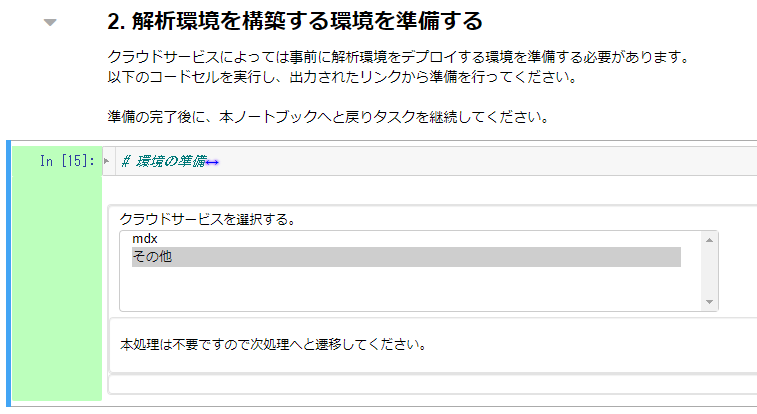 2. 解析環境を構築する環境を準備する
クラウドサービスによっては事前に解析環境をデプロイする環境を準備する必要があります。
以下のコードセルを実行し、出力されたリンクから準備を行ってください。
準備の完了後に、本ノートブックへと戻りタスクを継続してください。
In [15]: # 環境の準備↔
クラウドサービスを選択する。
mdx
その他
本処理は不要ですので次処理へと遷移してください。